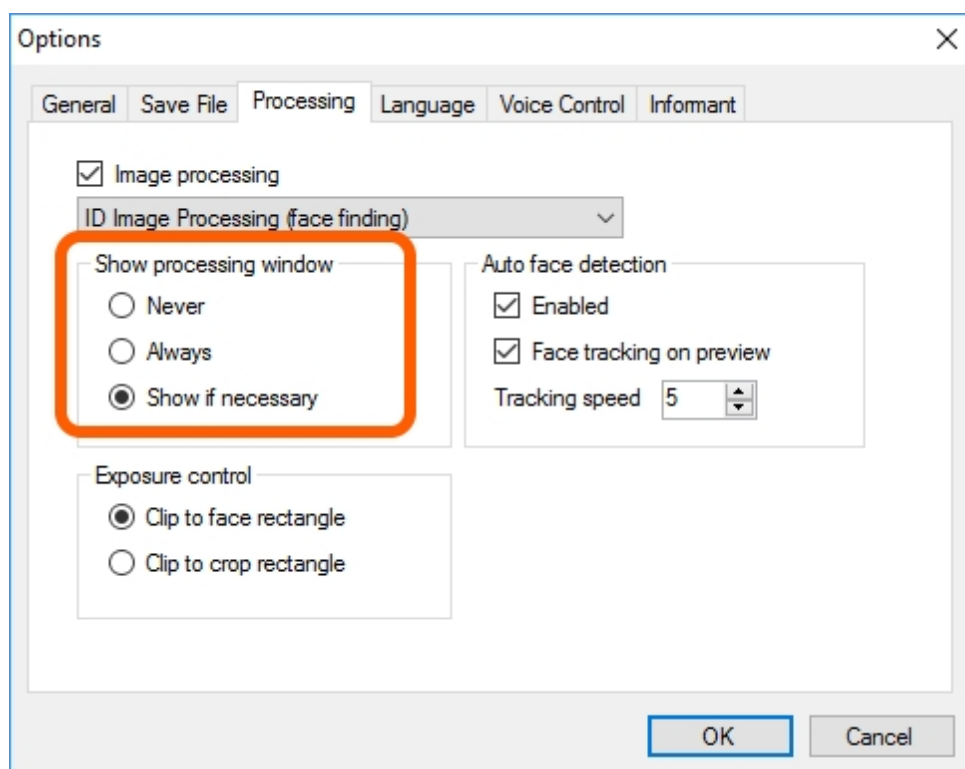 Options
General Save File Processing Language Voice Control Informant
Image processing
ID Image Processing (face finding)
Show processing window
Never
Always
Show if necessary
Auto face detection
Enabled
Face tracking on preview
Tracking speed 5
Exposure control
Clip to face rectangle
Clip to crop rectangle
OK Cancel